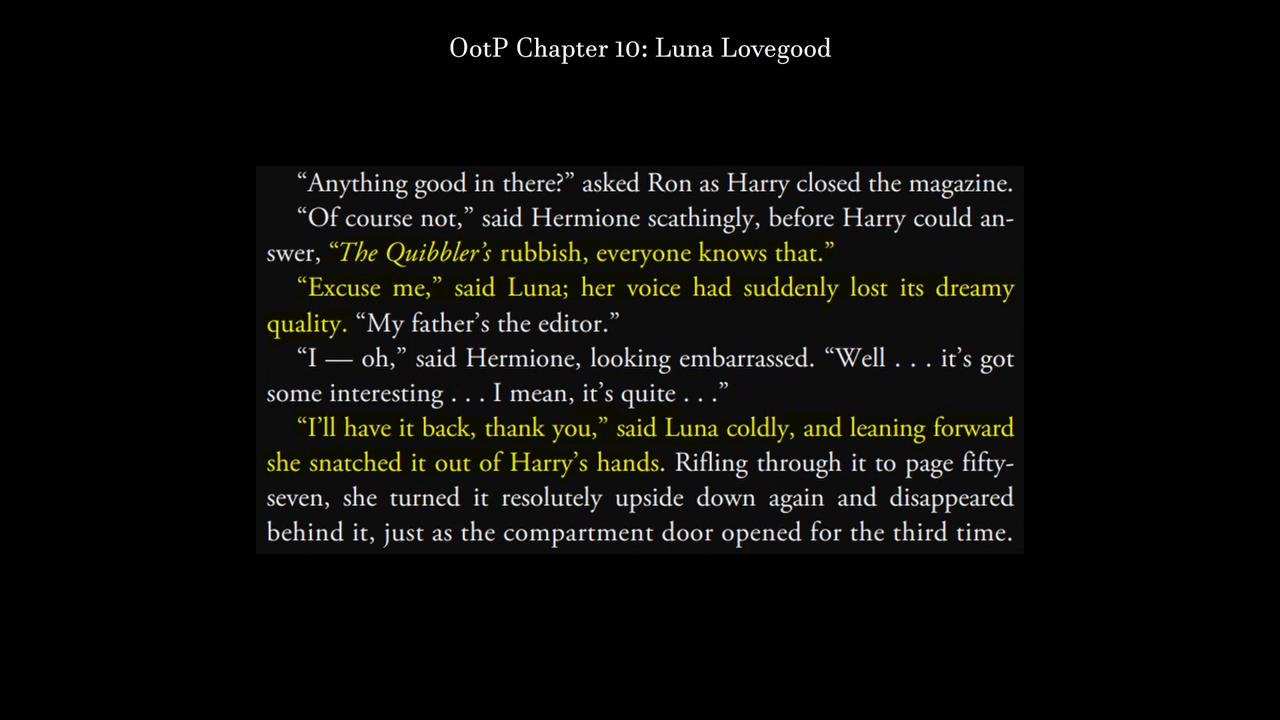 OotP Chapter 10: Luna Lovegood
“Anything good in there?” asked Ron as Harry closed the magazine.
“Of course not,” said Hermione scathingly, before Harry could an-
swer, “The Quibbler’s rubbish, everyone knows that.”
“Excuse me,” said Luna; her voice had suddenly lost its dreamy
quality. “My father’s the editor.”
“I — oh,” said Hermione, looking embarrassed. “Well . . . it’s got
some interesting . . . I mean, it’s quite . . .”
“I’ll have it back, thank you,” said Luna coldly, and leaning forward
she snatched it out of Harry’s hands. Rifling through it to page fifty-
seven, she turned it resolutely upside down again and disappeared
behind it, just as the compartment door opened for the third time.